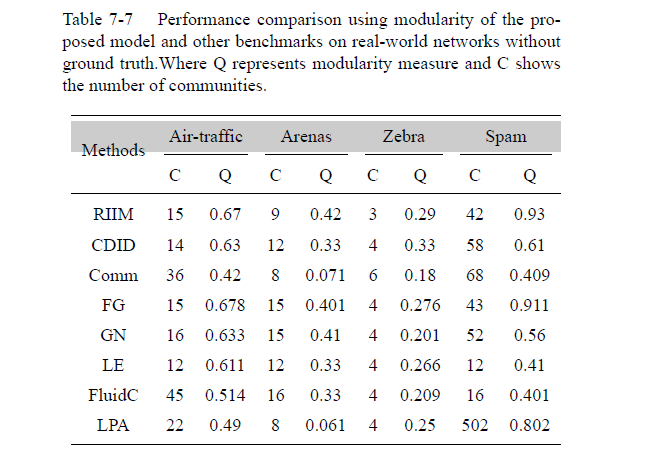 Table 7-7 Performance comparison using modularity of the pro-
posed model and other benchmarks on real-world networks without
ground truth.Where Q represents modularity measure and C shows
the number of communities.
Methods Air-traffic Arenas Zebra Spam
C Q C Q C Q C Q
RIIM 15 0.67 9 0.42 3 0.29 42 0.93
CDID 14 0.63 12 0.33 4 0.33 58 0.61
Comm 36 0.42 8 0.071 6 0.18 68 0.409
FG 15 0.678 15 0.401 4 0.276 43 0.911
GN 16 0.633 15 0.41 4 0.201 52 0.56
LE 12 0.611 12 0.33 4 0.266 12 0.41
FluidC 45 0.514 16 0.33 4 0.209 16 0.401
LPA 22 0.49 8 0.061 4 0.25 502 0.802